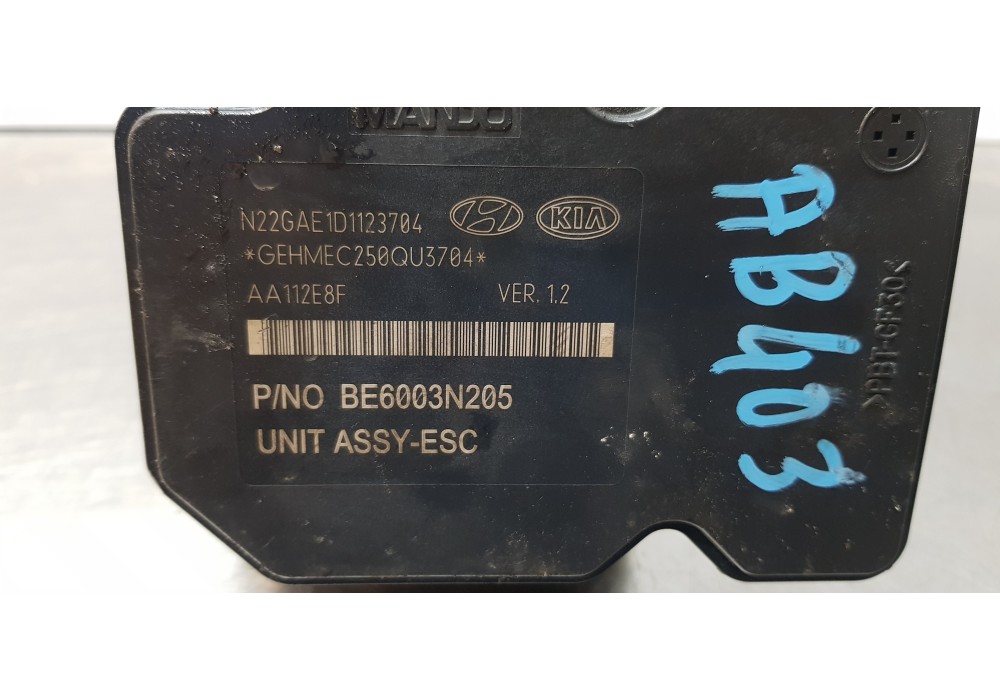 MANDO
N22GAE1D1123704
KIA
*GEHMEC250QU3704*
AA112E8F VER. 1.2
P/NO BE6003N205
UNIT ASSY-ESC
AB403
>PBT-GF30<